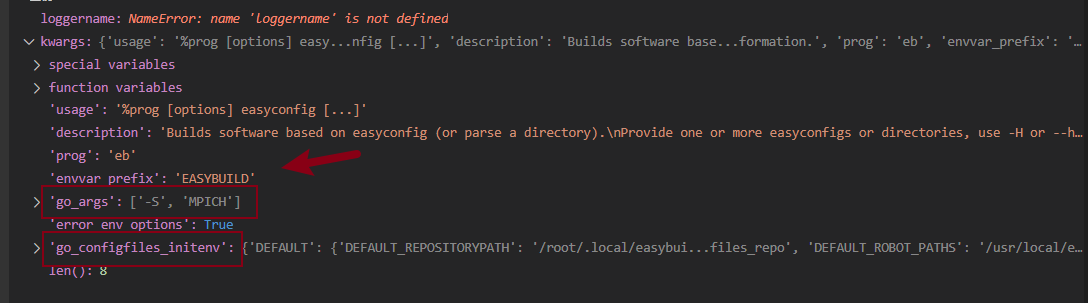 loggername: NameError: name 'loggername' is not defined
kwargs: {'usage': '%prog [options] easy...nfig [...]', 'description': 'Builds software base...formation.', 'prog': 'eb', 'envvar_prefix': '...
special variables
function variables
'usage': '%prog [options] easyconfig [...]'
'description': 'Builds software based on easyconfig (or parse a directory).\nProvide one or more easyconfigs or directories, use -H or --h...
'prog': 'eb'
'envvar_prefix': 'EASYBUILD'
'go_args': ['-S', 'MPICH']
'error_env_options': True
'go_configfiles_initenv': {'DEFAULT': {'DEFAULT_REPOSITORYPATH': '/root/.local/easybui...files_repo', 'DEFAULT_ROBOT_PATHS': '/usr/local/e...
len(): 8